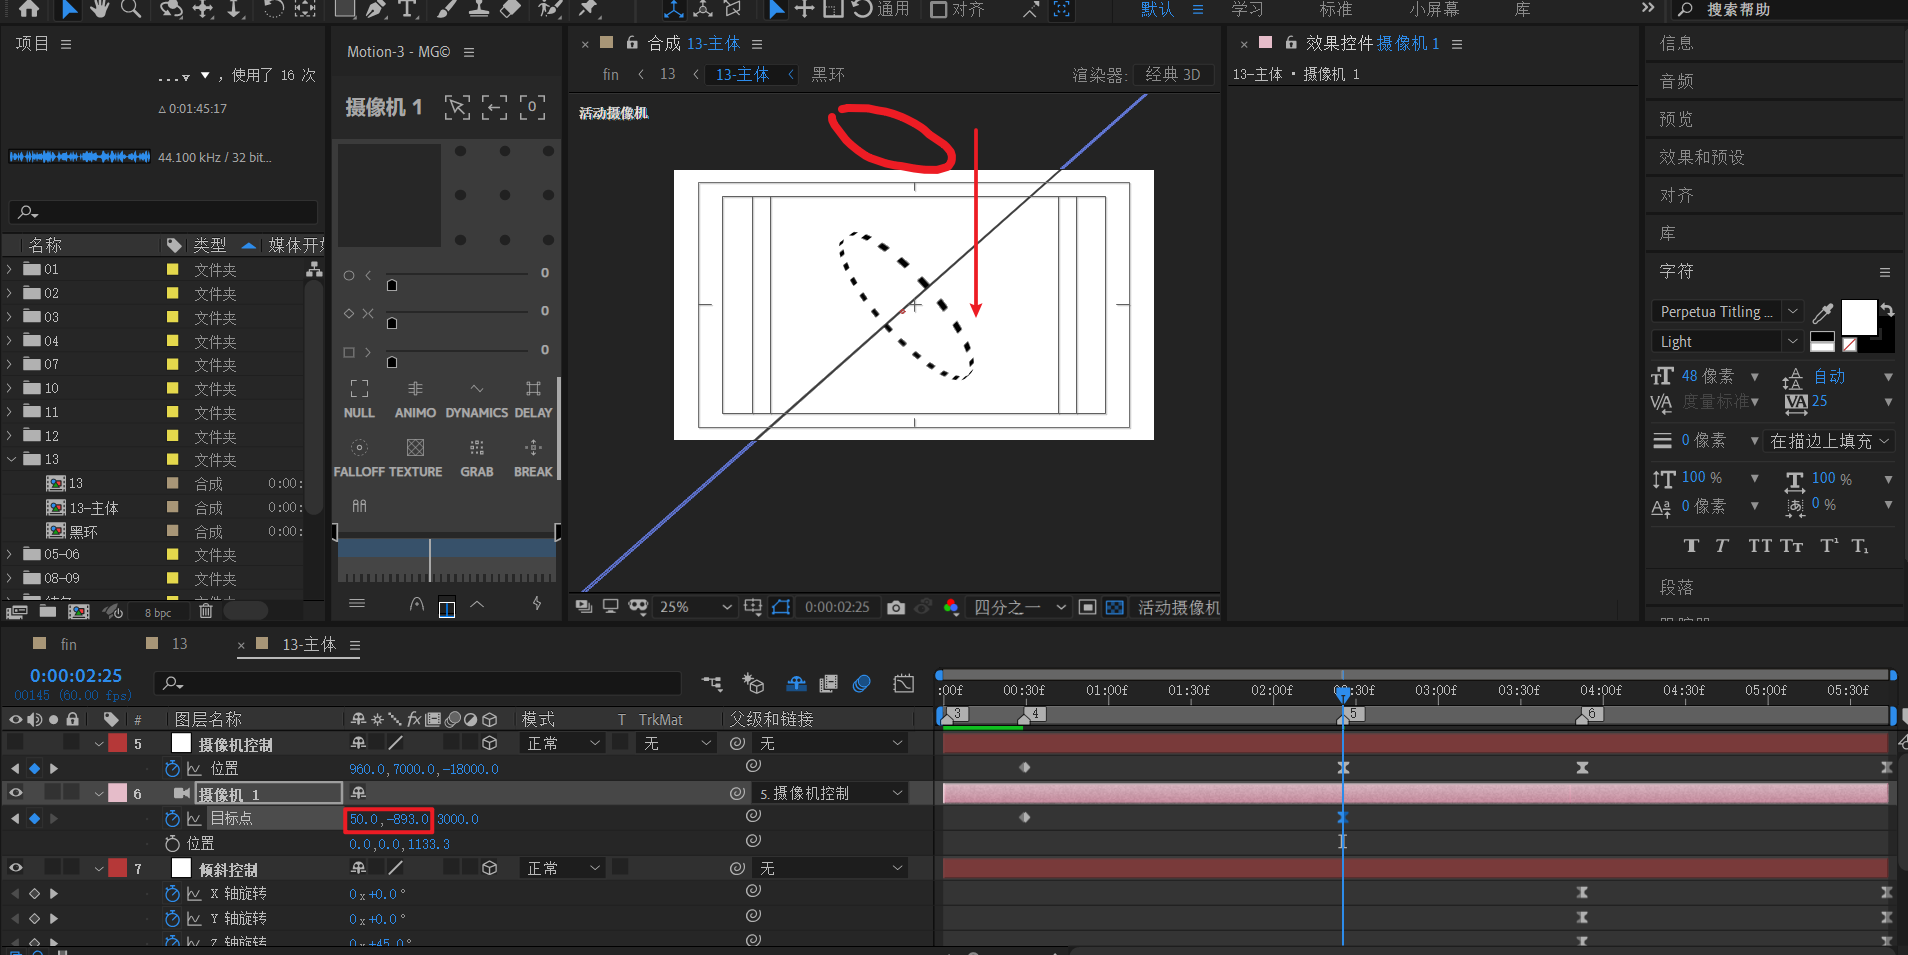 通用
对齐
默认
学习
标准
小屏幕
库
搜索帮助
项目
, 使用了 16 次
0:01:45:17
44.100 kHz / 32 bit...
名称
类型
媒体开始
01
文件夹
02
文件夹
03
文件夹
04
文件夹
07
文件夹
10
文件夹
11
文件夹
12
文件夹
13
文件夹
13
合成
0:00:
13-主体
合成
0:00:
黑环
合成
0:00:
05-06
文件夹
08-09
文件夹
8 bpc
Motion-3 - MG©
摄像机 1
0
0
0
0
NULL
ANIMO
DYNAMICS
DELAY
FALLOFF
TEXTURE
GRAB
BREAK
合成 13-主体
fin
13
13-主体
黑环
渲染器:
经典 3D
活动摄像机
25%
0:00:02:25
四分之一
活动摄像机
效果控件 摄像机 1
13-主体 • 摄像机 1
信息
音频
预览
效果和预设
对齐
库
字符
Perpetua Titling ...
Light
48 像素
自动
度量标准
25
0 像素
在描边上填充
100 %
100 %
0 像素
0 %
段落
fin
13
13-主体
0:00:02:25
00145 (60.00 fps)
#
图层名称
模式
T TrkMat
父级和链接
:00f
00:30f
01:00f
01:30f
02:00f
02:30f
03:00f
03:30f
04:00f
04:30f
05:00f
05:30f
3
4
5
6
5
摄像机控制
正常
无
无
位置
960.0,7000.0,-18000.0
6
摄像机 1
5.摄像机控制
目标点
50.0,-893.0,3000.0
位置
0.0,0.0,1133.3
7
倾斜控制
正常
无
X 轴旋转
0x+0.0°
Y 轴旋转
0x+0.0°
Z 轴旋转
0x+45.0°